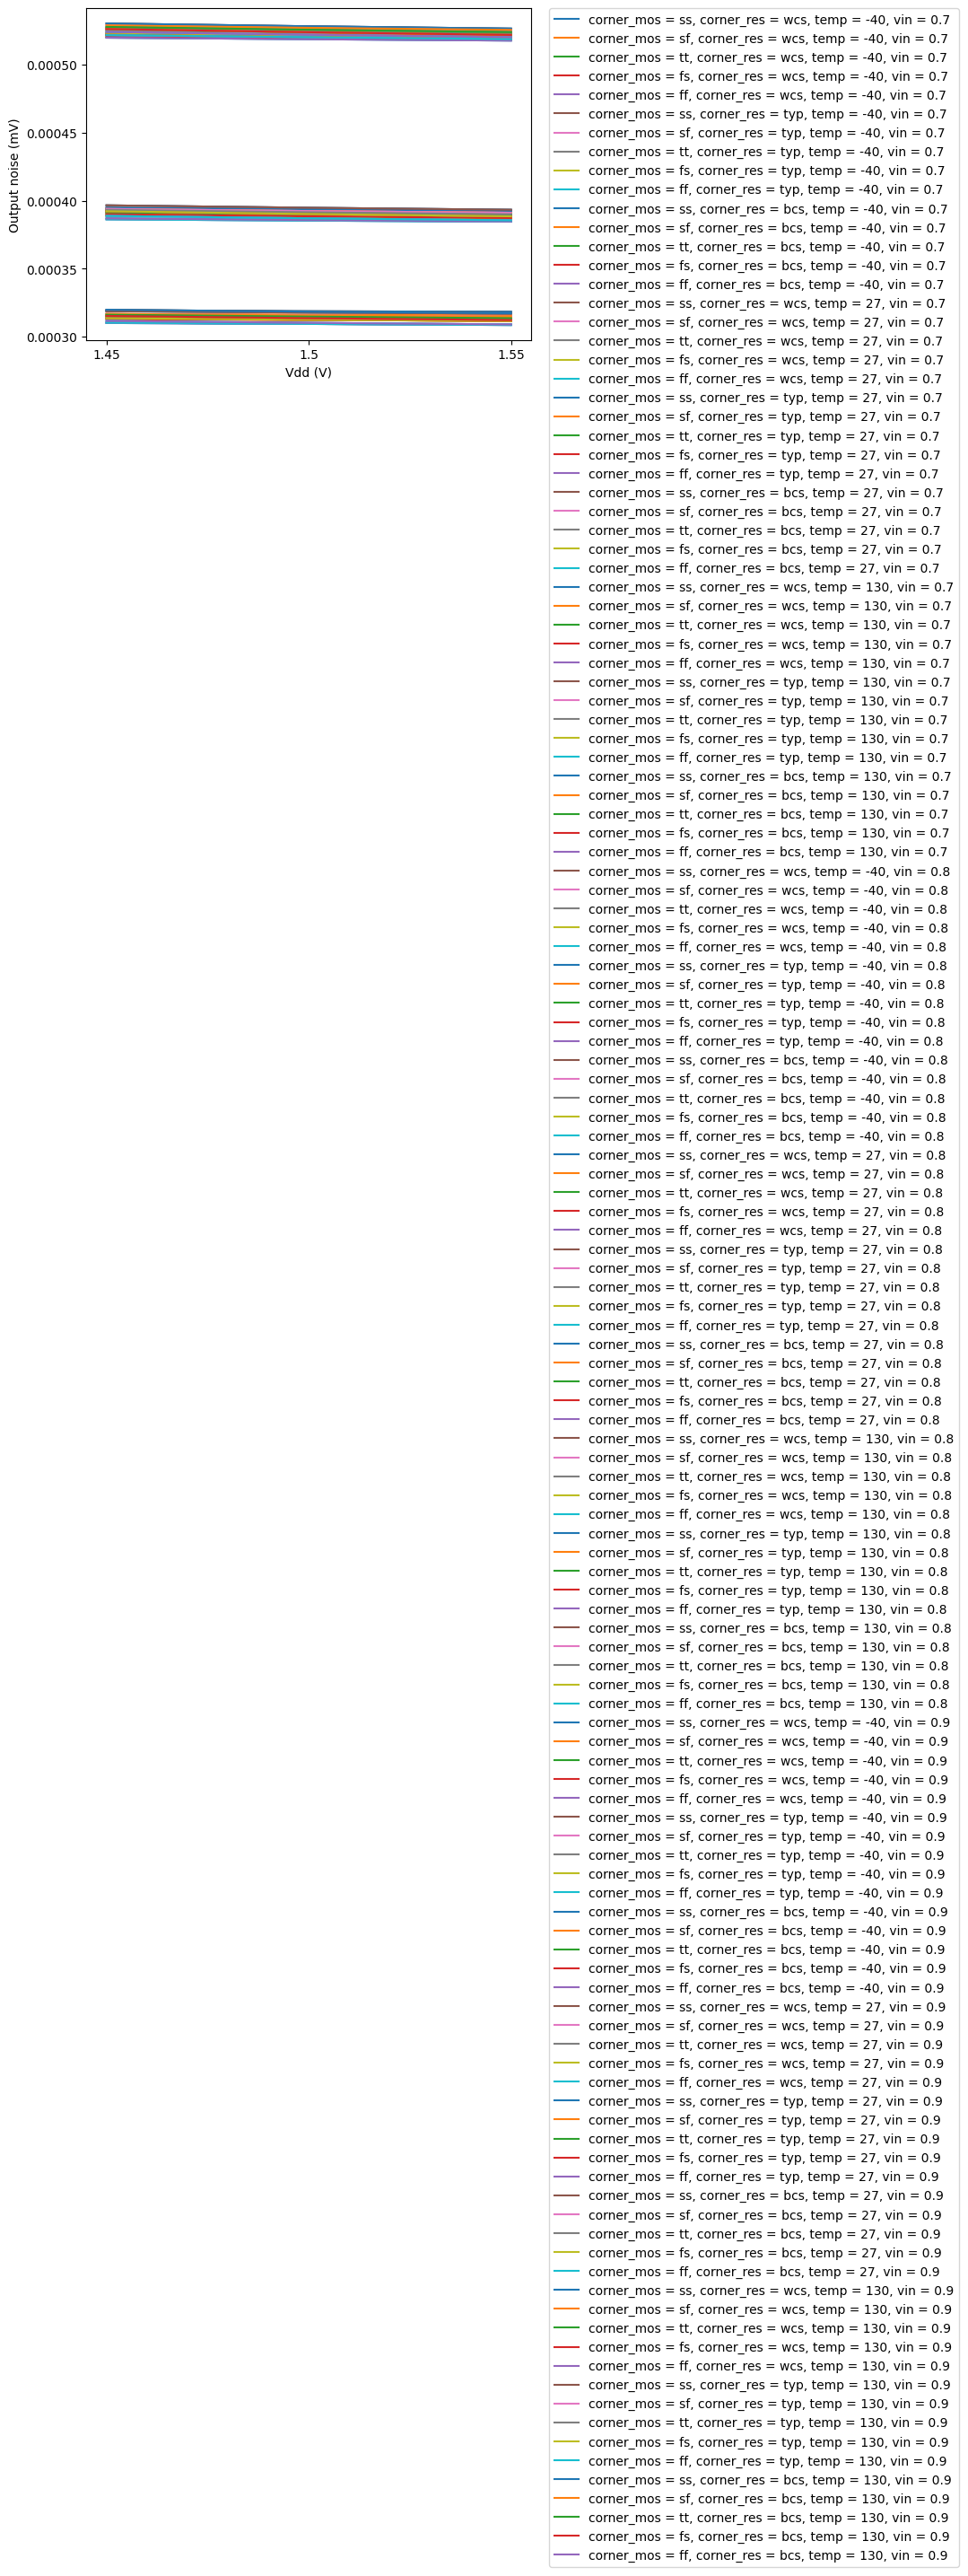 0.00050
0.00045
0.00040
0.00035
0.00030
Output noise (mV)
1.45
1.5
1.55
Vdd (V)
corner_mos = ss, corner_res = wcs, temp = -40, vin = 0.7
corner_mos = sf, corner_res = wcs, temp = -40, vin = 0.7
corner_mos = tt, corner_res = wcs, temp = -40, vin = 0.7
corner_mos = fs, corner_res = wcs, temp = -40, vin = 0.7
corner_mos = ff, corner_res = wcs, temp = -40, vin = 0.7
corner_mos = ss, corner_res = typ, temp = -40, vin = 0.7
corner_mos = sf, corner_res = typ, temp = -40, vin = 0.7
corner_mos = tt, corner_res = typ, temp = -40, vin = 0.7
corner_mos = fs, corner_res = typ, temp = -40, vin = 0.7
corner_mos = ff, corner_res = typ, temp = -40, vin = 0.7
corner_mos = ss, corner_res = bcs, temp = -40, vin = 0.7
corner_mos = sf, corner_res = bcs, temp = -40, vin = 0.7
corner_mos = tt, corner_res = bcs, temp = -40, vin = 0.7
corner_mos = fs, corner_res = bcs, temp = -40, vin = 0.7
corner_mos = ff, corner_res = bcs, temp = -40, vin = 0.7
corner_mos = ss, corner_res = wcs, temp = 27, vin = 0.7
corner_mos = sf, corner_res = wcs, temp = 27, vin = 0.7
corner_mos = tt, corner_res = wcs, temp = 27, vin = 0.7
corner_mos = fs, corner_res = wcs, temp = 27, vin = 0.7
corner_mos = ff, corner_res = wcs, temp = 27, vin = 0.7
corner_mos = ss, corner_res = typ, temp = 27, vin = 0.7
corner_mos = sf, corner_res = typ, temp = 27, vin = 0.7
corner_mos = tt, corner_res = typ, temp = 27, vin = 0.7
corner_mos = fs, corner_res = typ, temp = 27, vin = 0.7
corner_mos = ff, corner_res = typ, temp = 27, vin = 0.7
corner_mos = ss, corner_res = bcs, temp = 27, vin = 0.7
corner_mos = sf, corner_res = bcs, temp = 27, vin = 0.7
corner_mos = tt, corner_res = bcs, temp = 27, vin = 0.7
corner_mos = fs, corner_res = bcs, temp = 27, vin = 0.7
corner_mos = ff, corner_res = bcs, temp = 27, vin = 0.7
corner_mos = ss, corner_res = wcs, temp = 130, vin = 0.7
corner_mos = sf, corner_res = wcs, temp = 130, vin = 0.7
corner_mos = tt, corner_res = wcs, temp = 130, vin = 0.7
corner_mos = fs, corner_res = wcs, temp = 130, vin = 0.7
corner_mos = ff, corner_res = wcs, temp = 130, vin = 0.7
corner_mos = ss, corner_res = typ, temp = 130, vin = 0.7
corner_mos = sf, corner_res = typ, temp = 130, vin = 0.7
corner_mos = tt, corner_res = typ, temp = 130, vin = 0.7
corner_mos = fs, corner_res = typ, temp = 130, vin = 0.7
corner_mos = ff, corner_res = typ, temp = 130, vin = 0.7
corner_mos = ss, corner_res = bcs, temp = 130, vin = 0.7
corner_mos = sf, corner_res = bcs, temp = 130, vin = 0.7
corner_mos = tt, corner_res = bcs, temp = 130, vin = 0.7
corner_mos = fs, corner_res = bcs, temp = 130, vin = 0.7
corner_mos = ff, corner_res = bcs, temp = 130, vin = 0.7
corner_mos = ss, corner_res = wcs, temp = -40, vin = 0.8
corner_mos = sf, corner_res = wcs, temp = -40, vin = 0.8
corner_mos = tt, corner_res = wcs, temp = -40, vin = 0.8
corner_mos = fs, corner_res = wcs, temp = -40, vin = 0.8
corner_mos = ff, corner_res = wcs, temp = -40, vin = 0.8
corner_mos = ss, corner_res = typ, temp = -40, vin = 0.8
corner_mos = sf, corner_res = typ, temp = -40, vin = 0.8
corner_mos = tt, corner_res = typ, temp = -40, vin = 0.8
corner_mos = fs, corner_res = typ, temp = -40, vin = 0.8
corner_mos = ff, corner_res = typ, temp = -40, vin = 0.8
corner_mos = ss, corner_res = bcs, temp = -40, vin = 0.8
corner_mos = sf, corner_res = bcs, temp = -40, vin = 0.8
corner_mos = tt, corner_res = bcs, temp = -40, vin = 0.8
corner_mos = fs, corner_res = bcs, temp = -40, vin = 0.8
corner_mos = ff, corner_res = bcs, temp = -40, vin = 0.8
corner_mos = ss, corner_res = wcs, temp = 27, vin = 0.8
corner_mos = sf, corner_res = wcs, temp = 27, vin = 0.8
corner_mos = tt, corner_res = wcs, temp = 27, vin = 0.8
corner_mos = fs, corner_res = wcs, temp = 27, vin = 0.8
corner_mos = ff, corner_res = wcs, temp = 27, vin = 0.8
corner_mos = ss, corner_res = typ, temp = 27, vin = 0.8
corner_mos = sf, corner_res = typ, temp = 27, vin = 0.8
corner_mos = tt, corner_res = typ, temp = 27, vin = 0.8
corner_mos = fs, corner_res = typ, temp = 27, vin = 0.8
corner_mos = ff, corner_res = typ, temp = 27, vin = 0.8
corner_mos = ss, corner_res = bcs, temp = 27, vin = 0.8
corner_mos = sf, corner_res = bcs, temp = 27, vin = 0.8
corner_mos = tt, corner_res = bcs, temp = 27, vin = 0.8
corner_mos = fs, corner_res = bcs, temp = 27, vin = 0.8
corner_mos = ff, corner_res = bcs, temp = 27, vin = 0.8
corner_mos = ss, corner_res = wcs, temp = 130, vin = 0.8
corner_mos = sf, corner_res = wcs, temp = 130, vin = 0.8
corner_mos = tt, corner_res = wcs, temp = 130, vin = 0.8
corner_mos = fs, corner_res = wcs, temp = 130, vin = 0.8
corner_mos = ff, corner_res = wcs, temp = 130, vin = 0.8
corner_mos = ss, corner_res = typ, temp = 130, vin = 0.8
corner_mos = sf, corner_res = typ, temp = 130, vin = 0.8
corner_mos = tt, corner_res = typ, temp = 130, vin = 0.8
corner_mos = fs, corner_res = typ, temp = 130, vin = 0.8
corner_mos = ff, corner_res = typ, temp = 130, vin = 0.8
corner_mos = ss, corner_res = bcs, temp = 130, vin = 0.8
corner_mos = sf, corner_res = bcs, temp = 130, vin = 0.8
corner_mos = tt, corner_res = bcs, temp = 130, vin = 0.8
corner_mos = fs, corner_res = bcs, temp = 130, vin = 0.8
corner_mos = ff, corner_res = bcs, temp = 130, vin = 0.8
corner_mos = ss, corner_res = wcs, temp = -40, vin = 0.9
corner_mos = sf, corner_res = wcs, temp = -40, vin = 0.9
corner_mos = tt, corner_res = wcs, temp = -40, vin = 0.9
corner_mos = fs, corner_res = wcs, temp = -40, vin = 0.9
corner_mos = ff, corner_res = wcs, temp = -40, vin = 0.9
corner_mos = ss, corner_res = typ, temp = -40, vin = 0.9
corner_mos = sf, corner_res = typ, temp = -40, vin = 0.9
corner_mos = tt, corner_res = typ, temp = -40, vin = 0.9
corner_mos = fs, corner_res = typ, temp = -40, vin = 0.9
corner_mos = ff, corner_res = typ, temp = -40, vin = 0.9
corner_mos = ss, corner_res = bcs, temp = -40, vin = 0.9
corner_mos = sf, corner_res = bcs, temp = -40, vin = 0.9
corner_mos = tt, corner_res = bcs, temp = -40, vin = 0.9
corner_mos = fs, corner_res = bcs, temp = -40, vin = 0.9
corner_mos = ff, corner_res = bcs, temp = -40, vin = 0.9
corner_mos = ss, corner_res = wcs, temp = 27, vin = 0.9
corner_mos = sf, corner_res = wcs, temp = 27, vin = 0.9
corner_mos = tt, corner_res = wcs, temp = 27, vin = 0.9
corner_mos = fs, corner_res = wcs, temp = 27, vin = 0.9
corner_mos = ff, corner_res = wcs, temp = 27, vin = 0.9
corner_mos = ss, corner_res = typ, temp = 27, vin = 0.9
corner_mos = sf, corner_res = typ, temp = 27, vin = 0.9
corner_mos = tt, corner_res = typ, temp = 27, vin = 0.9
corner_mos = fs, corner_res = typ, temp = 27, vin = 0.9
corner_mos = ff, corner_res = typ, temp = 27, vin = 0.9
corner_mos = ss, corner_res = bcs, temp = 27, vin = 0.9
corner_mos = sf, corner_res = bcs, temp = 27, vin = 0.9
corner_mos = tt, corner_res = bcs, temp = 27, vin = 0.9
corner_mos = fs, corner_res = bcs, temp = 27, vin = 0.9
corner_mos = ff, corner_res = bcs, temp = 27, vin = 0.9
corner_mos = ss, corner_res = wcs, temp = 130, vin = 0.9
corner_mos = sf, corner_res = wcs, temp = 130, vin = 0.9
corner_mos = tt, corner_res = wcs, temp = 130, vin = 0.9
corner_mos = fs, corner_res = wcs, temp = 130, vin = 0.9
corner_mos = ff, corner_res = wcs, temp = 130, vin = 0.9
corner_mos = ss, corner_res = typ, temp = 130, vin = 0.9
corner_mos = sf, corner_res = typ, temp = 130, vin = 0.9
corner_mos = tt, corner_res = typ, temp = 130, vin = 0.9
corner_mos = fs, corner_res = typ, temp = 130, vin = 0.9
corner_mos = ff, corner_res = typ, temp = 130, vin = 0.9
corner_mos = ss, corner_res = bcs, temp = 130, vin = 0.9
corner_mos = sf, corner_res = bcs, temp = 130, vin = 0.9
corner_mos = tt, corner_res = bcs, temp = 130, vin = 0.9
corner_mos = fs, corner_res = bcs, temp = 130, vin = 0.9
corner_mos = ff, corner_res = bcs, temp = 130, vin = 0.9